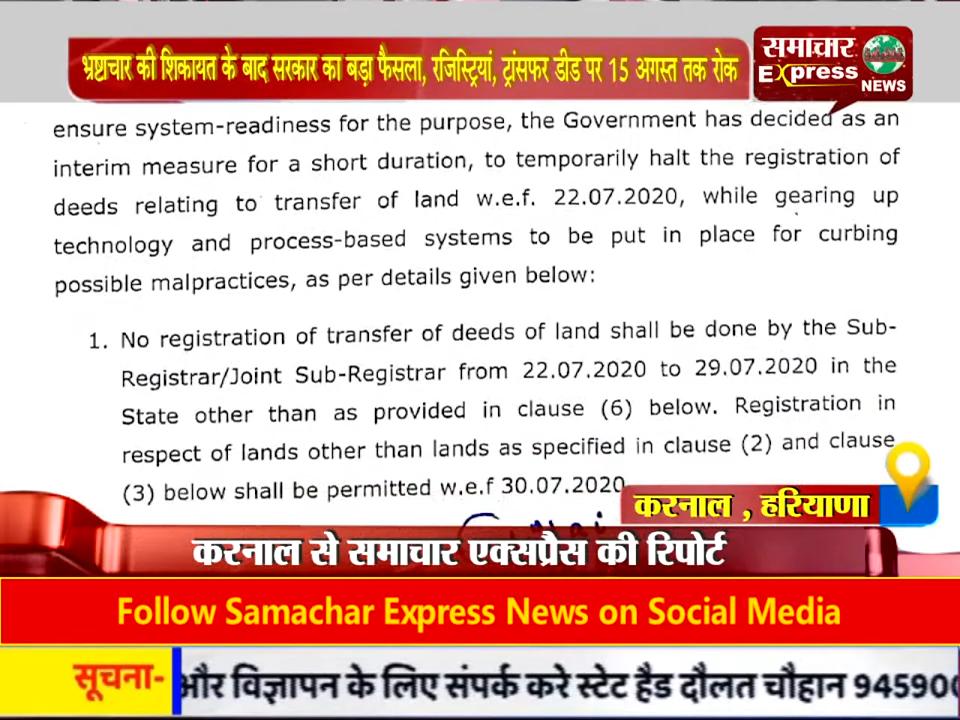 भ्रष्टाचार की शिकायत के बाद सरकार का बड़ा फैसला, रजिस्ट्रियां, ट्रांसफर डीड पर 15 अगस्त तक रोक
समाचार
Express
NEWS
ensure system-readiness for the purpose, the Government has decided as an
interim measure for a short duration, to temporarily halt the registration of
deeds relating to transfer of land w.e.f. 22.07.2020, while gearing up
technology and process-based systems to be put in place for curbing
possible malpractices, as per details given below:
1. No registration of transfer of deeds of land shall be done by the Sub-
Registrar/Joint Sub-Registrar from 22.07.2020 to 29.07.2020 in the
State other than as provided in clause (6) below. Registration in
respect of lands other than lands as specified in clause (2) and clause
(3) below shall be permitted w.e.f 30.07.2020
करनाल , हरियाणा
करनाल से समाचार एक्सप्रैस की रिपोर्ट
Follow Samachar Express News on Social Media
सूचना- और विज्ञापन के लिए संपर्क करे स्टेट हैड दौलत चौहान 94590